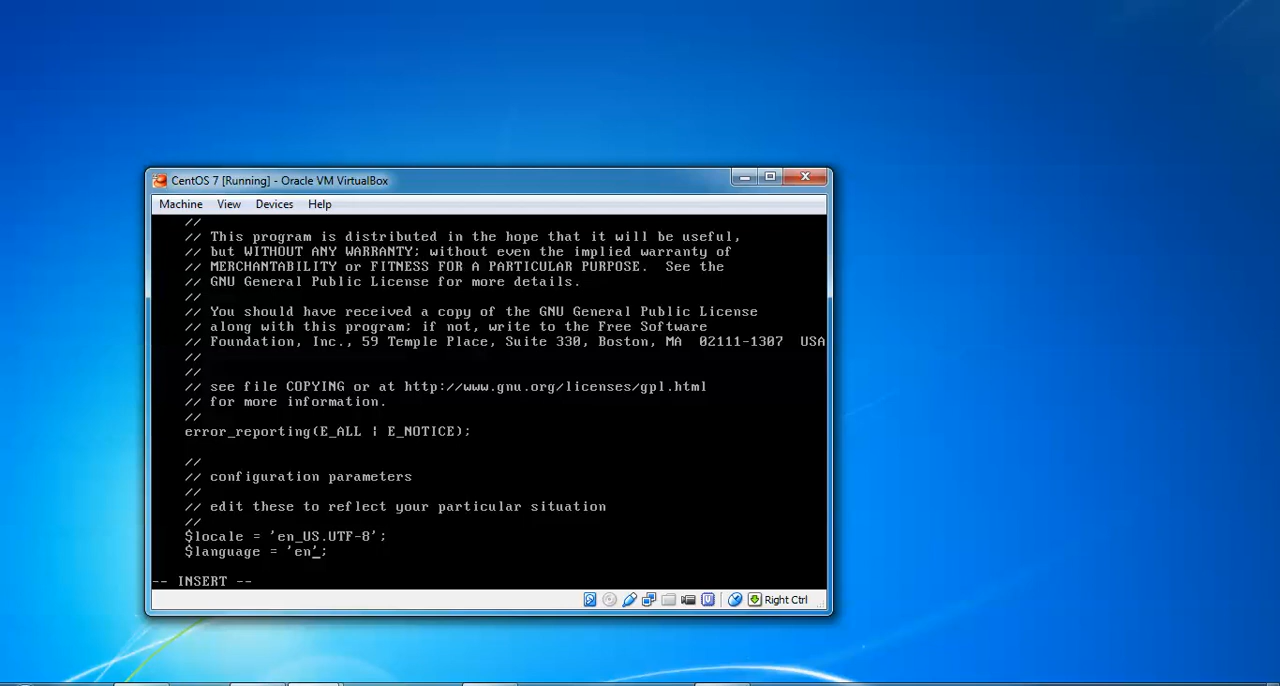 CentOS 7 [Running] - Oracle VM VirtualBox
Machine View Devices Help
//
// This program is distributed in the hope that it will be useful,
// but WITHOUT ANY WARRANTY; without even the implied warranty of
// MERCHANTABILITY or FITNESS FOR A PARTICULAR PURPOSE.  See the
// GNU General Public License for more details.
//
// You should have received a copy of the GNU General Public License
// along with this program; if not, write to the Free Software
// Foundation, Inc., 59 Temple Place, Suite 330, Boston, MA  02111-1307  USA
//
//
// see file COPYING or at http://www.gnu.org/licenses/gpl.html
// for more information.
//
error_reporting(E_ALL | E_NOTICE);
//
// configuration parameters
//
// edit these to reflect your particular situation
//
$locale = 'en_US.UTF-8';
$language = 'en';
-- INSERT --
Right Ctrl